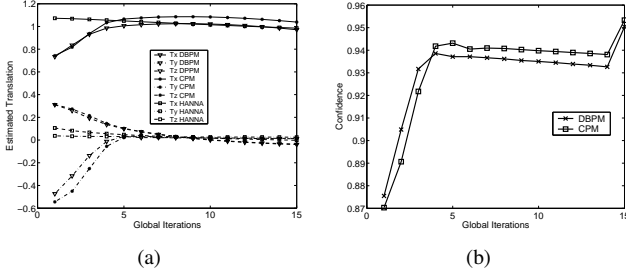 1.2
1
0.8
0.6
0.4
0.2
0
−0.2
−0.4
−0.6
0
5
10
15
Estimated Translation
Global Iterations
Tx DBPM
Ty DBPM
Tz DPPM
Tx CPM
Ty CPM
Tz CPM
Tx HANNA
Ty HANNA
Tz HANNA
(a)
0.96
0.95
0.94
0.93
0.92
0.91
0.9
0.89
0.88
0.87
0
5
10
15
Confidence
Global Iterations
DBPM
CPM
(b)